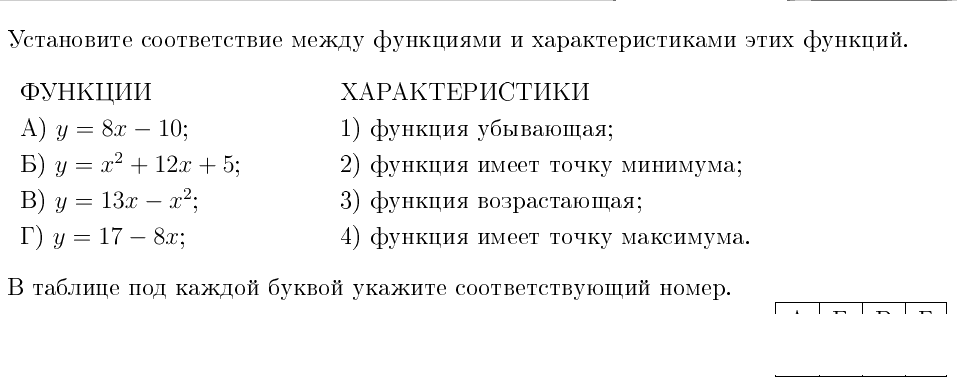 Установите соответствие между функциями и характеристиками этих функций.
ФУНКЦИИ ХАРАКТЕРИСТИКИ
А) y = 8x − 10; 1) функция убывающая;
Б) y = x² + 12x + 5; 2) функция имеет точку минимума;
В) y = 13x − x²; 3) функция возрастающая;
Г) y = 17 − 8x; 4) функция имеет точку максимума.
В таблице под каждой буквой укажите соответствующий номер.